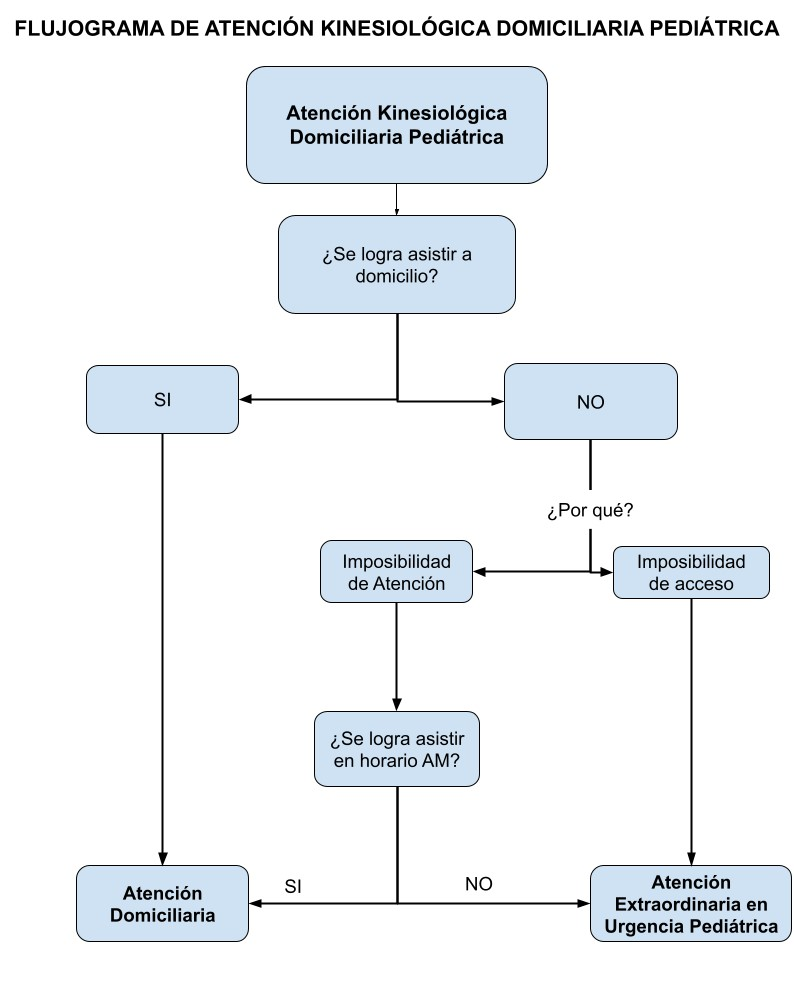 FLUJOGRAMA DE ATENCIÓN KINESIOLÓGICA DOMICILIARIA PEDIÁTRICA
Atención Kinesiológica
Domiciliaria Pediátrica
¿Se logra asistir a
domicilio?
SI
NO
¿Por qué?
Imposibilidad
de Atención
Imposibilidad
de acceso
¿Se logra asistir
en horario AM?
SI
NO
Atención
Domiciliaria
Atención
Extraordinaria en
Urgencia Pediátrica